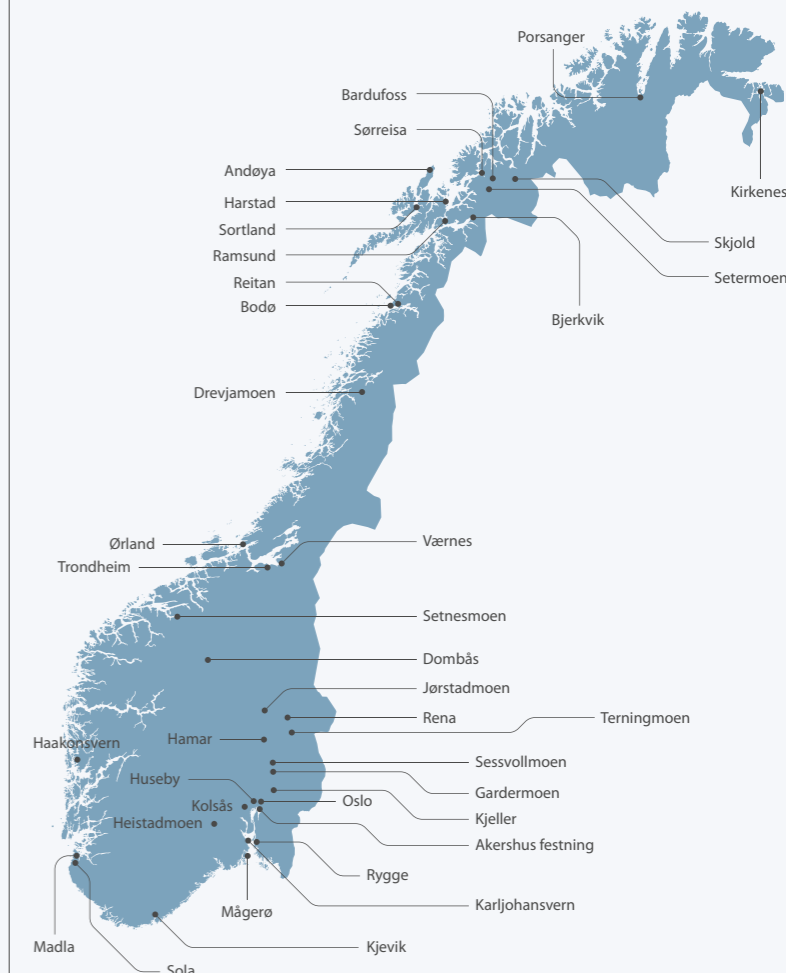 Porsanger
Bardufoss
Sørreisa
Andøya
Kirkenes
Harstad
Sortland
Skjold
Ramsund
Setermoen
Reitan
Bodø
Bjerkvik
Drevjamoen
Ørland
Værnes
Trondheim
Setnesmoen
Dombås
Jørstadmoen
Rena
Terningmoen
Haakonsvern
Hamar
Sessvollmoen
Huseby
Gardermoen
Kolsås
Oslo
Heistadmoen
Kjeller
Akershus festning
Rygge
Karljohansvern
Mågerø
Madla
Kjevik
Sola